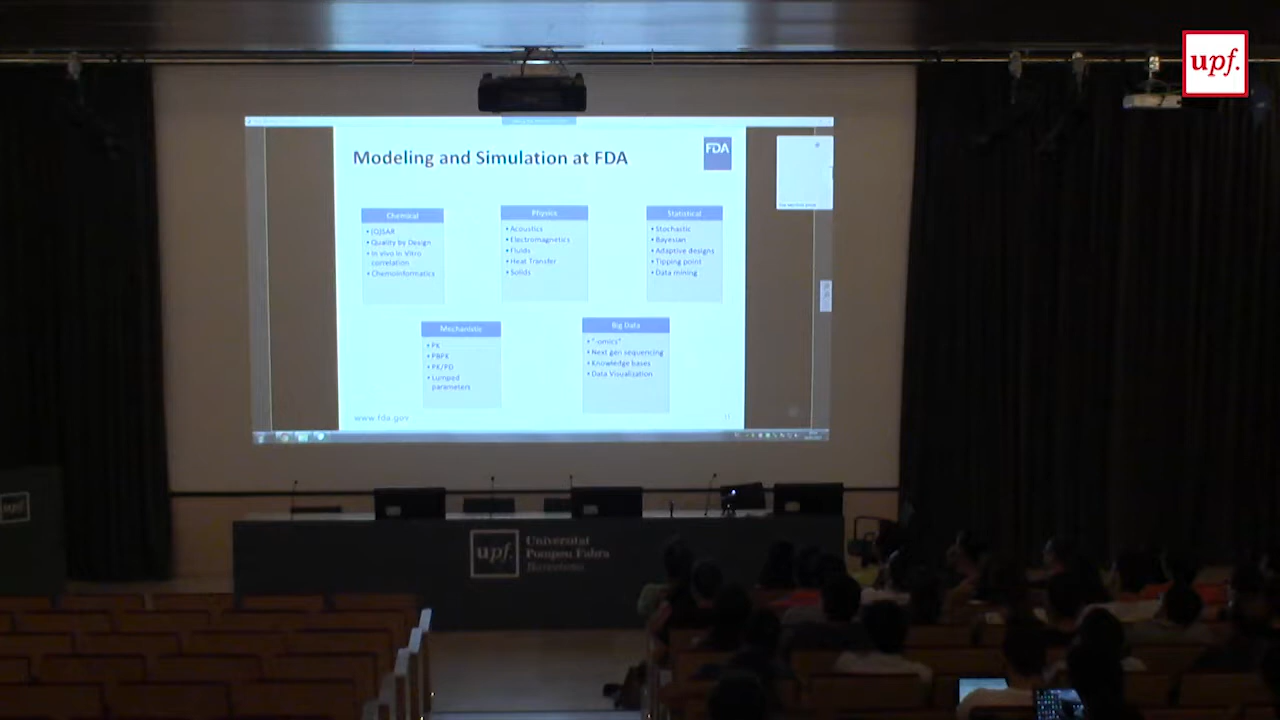 upf.
Modeling and Simulation at FDA
FDA
Chemical
• (Q)SAR
• Quality by Design
• In vivo In Vitro
correlation
• Chemoinformatics
Physics
• Acoustics
• Electromagnetics
• Fluids
• Heat Transfer
• Solids
Statistical
• Stochastic
• Bayesian
• Adaptive designs
• Tipping point
• Data mining
Mechanistic
• PK
• PBPK
• PK/PD
• Lumped
parameters
Big Data
• "-omics"
• Next gen sequencing
• Knowledge bases
• Data Visualization
www.fda.gov
upf.
upf.
Universitat
Pompeu Fabra
Barcelona